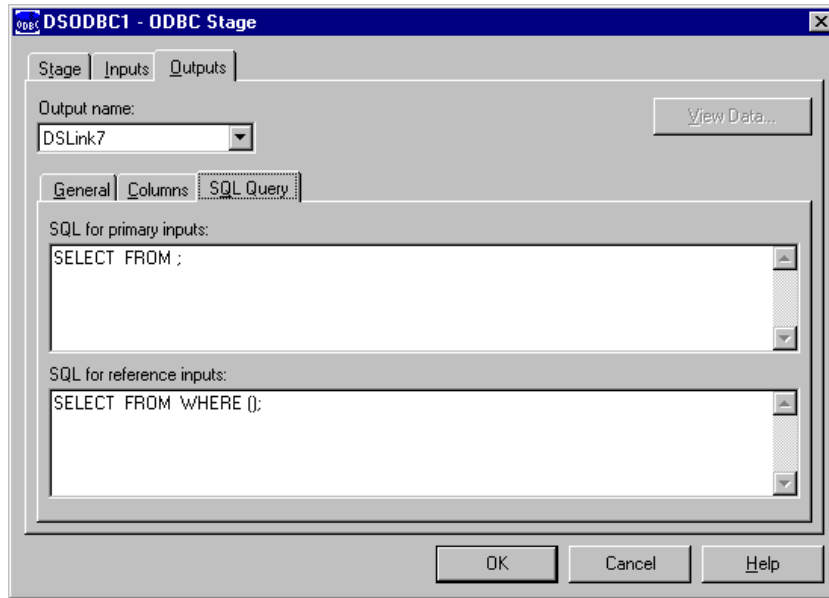 ODBC DSODBC1 - ODBC Stage
Stage Inputs Outputs
Output name:
View Data...
DSLink7
General Columns SQL Query
SQL for primary inputs:
SELECT  FROM ;
SQL for reference inputs:
SELECT  FROM  WHERE ();
OK Cancel Help